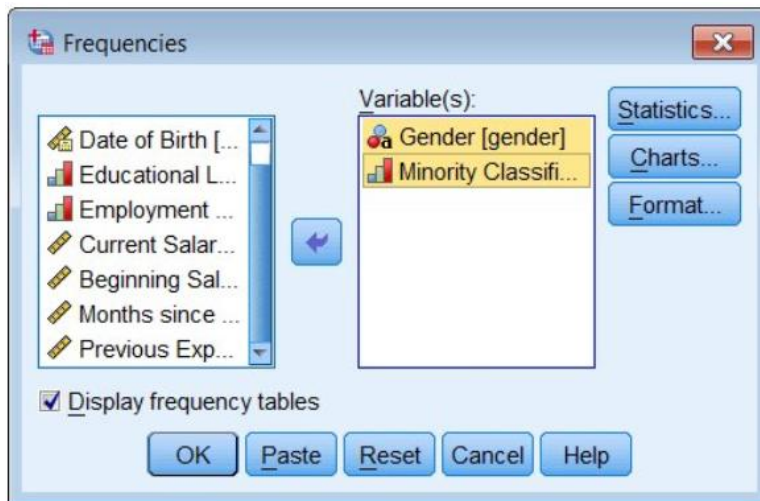 Frequencies
Variable(s):
Date of Birth [...
Educational L...
Employment ...
Current Salar...
Beginning Sal...
Months since ...
Previous Exp...
a Gender [gender]
Minority Classifi...
Statistics...
Charts...
Format...
Display frequency tables
OK Paste Reset Cancel Help